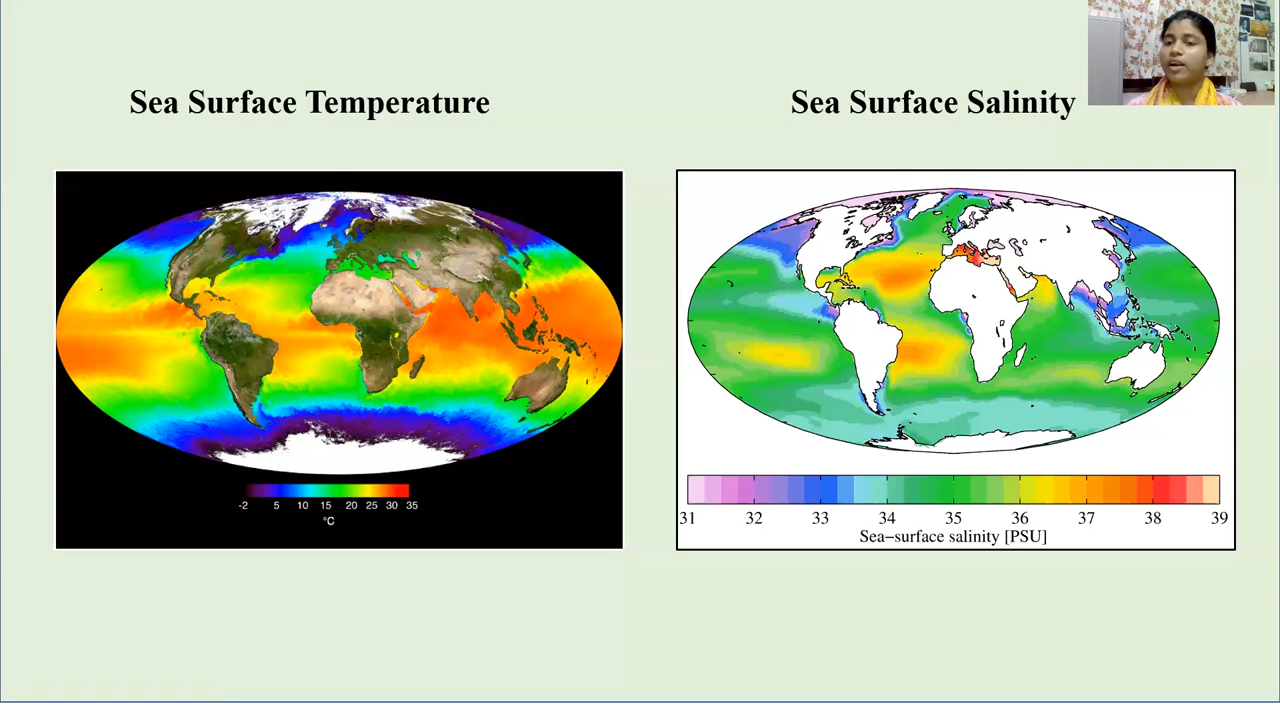 Sea Surface Temperature
Sea Surface Salinity
-2 5 10 15 20 25 30 35
°C
31 32 33 34 35 36 37 38 39
Sea−surface salinity [PSU]